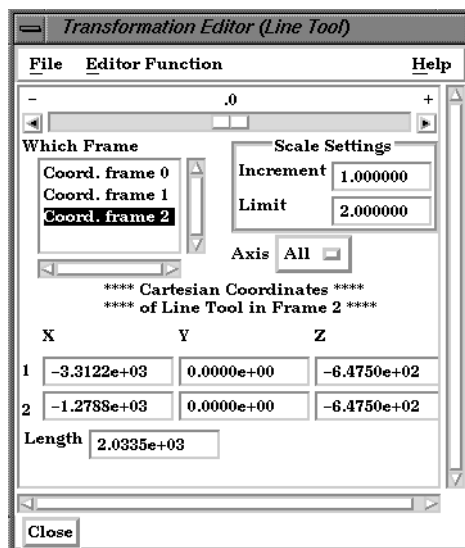 Transformation Editor (Line Tool)
File Editor Function Help
- .0 +
Which Frame Scale Settings
Coord. frame 0
Coord. frame 1
Coord. frame 2
Increment 1.000000
Limit 2.000000
Axis All
**** Cartesian Coordinates ****
**** of Line Tool in Frame 2 ****
X Y Z
1 -3.3122e+03 0.0000e+00 -6.4750e+02
2 -1.2788e+03 0.0000e+00 -6.4750e+02
Length 2.0335e+03
Close